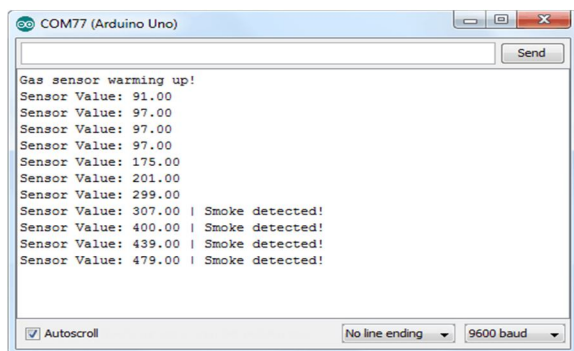 COM77 (Arduino Uno)
Send
Gas sensor warming up!
Sensor Value: 91.00
Sensor Value: 97.00
Sensor Value: 97.00
Sensor Value: 97.00
Sensor Value: 175.00
Sensor Value: 201.00
Sensor Value: 299.00
Sensor Value: 307.00 | Smoke detected!
Sensor Value: 400.00 | Smoke detected!
Sensor Value: 439.00 | Smoke detected!
Sensor Value: 479.00 | Smoke detected!
Autoscroll No line ending 9600 baud